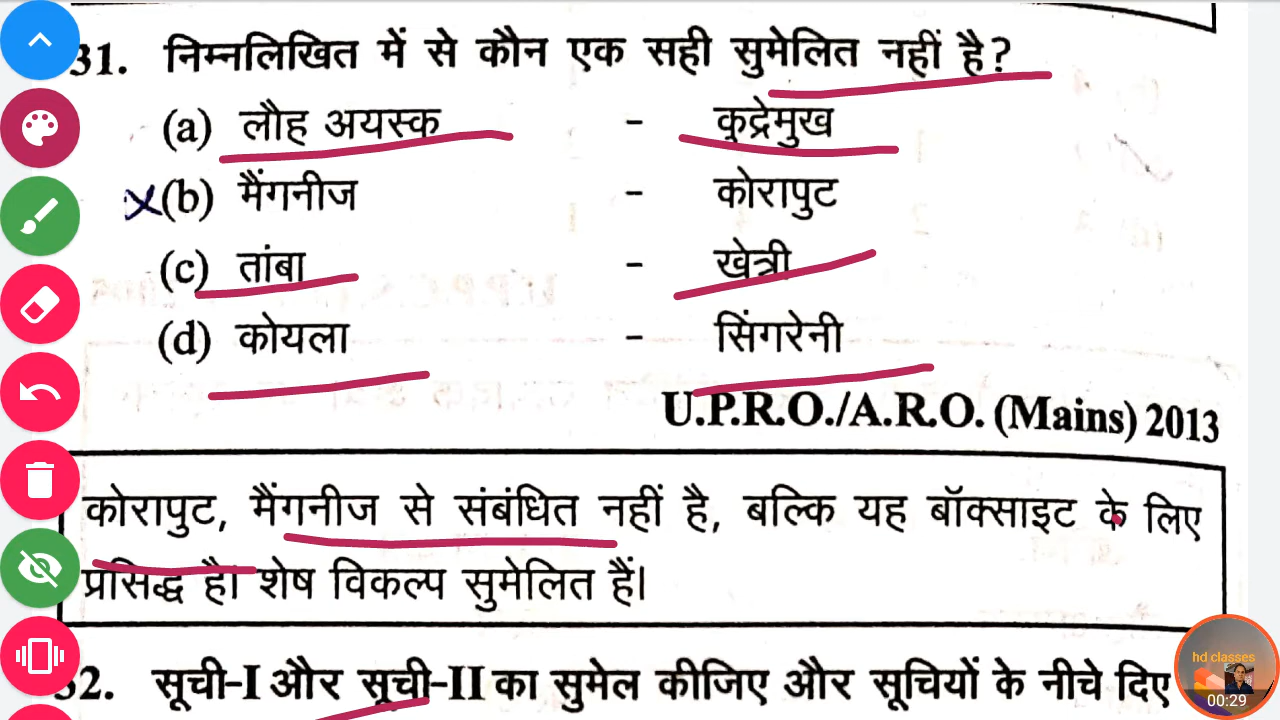 31. निम्नलिखित में से कौन एक सही सुमेलित नहीं है?
(a) लौह अयस्क - कुद्रेमुख
(b) मैंगनीज - कोरापुट
(c) तांबा - खेत्री
(d) कोयला - सिंगरेनी
U.P.R.O./A.R.O. (Mains) 2013
कोरापुट, मैंगनीज से संबंधित नहीं है, बल्कि यह बॉक्साइट के लिए
प्रसिद्ध है। शेष विकल्प सुमेलित हैं।
32. सूची-I और सूची-II का सुमेल कीजिए और सूचियों के नीचे दिए
hd classes
00:29